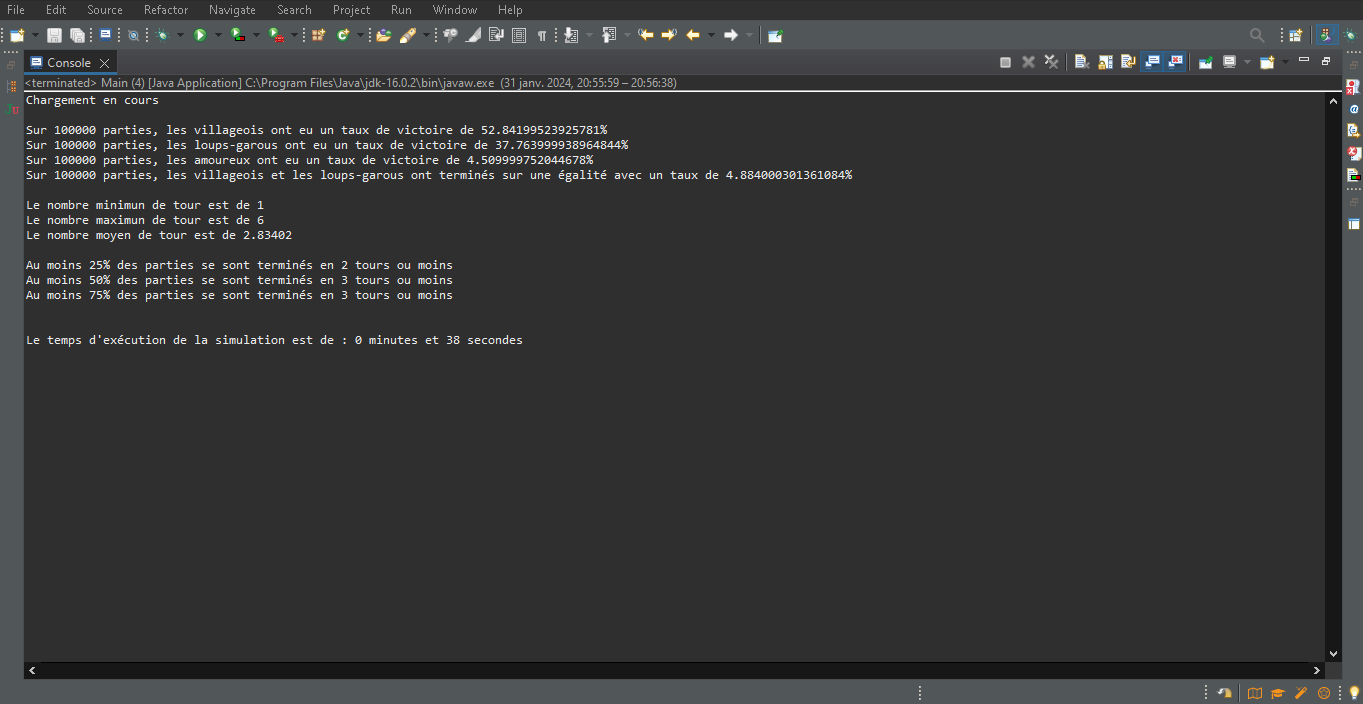 File Edit Source Refactor Navigate Search Project Run Window Help
Console
<terminated> Main (4) [Java Application] C:\Program Files\Java\jdk-16.0.2\bin\javaw.exe (31 janv. 2024, 20:55:59 – 20:56:38)
Chargement en cours
Sur 100000 parties, les villageois ont eu un taux de victoire de 52.84199523925781%
Sur 100000 parties, les loups-garous ont eu un taux de victoire de 37.763999938964844%
Sur 100000 parties, les amoureux ont eu un taux de victoire de 4.509999752044678%
Sur 100000 parties, les villageois et les loups-garous ont terminés sur une égalité avec un taux de 4.884000301361084%
Le nombre minimun de tour est de 1
Le nombre maximun de tour est de 6
Le nombre moyen de tour est de 2.83402
Au moins 25% des parties se sont terminés en 2 tours ou moins
Au moins 50% des parties se sont terminés en 3 tours ou moins
Au moins 75% des parties se sont terminés en 3 tours ou moins
Le temps d'exécution de la simulation est de : 0 minutes et 38 secondes